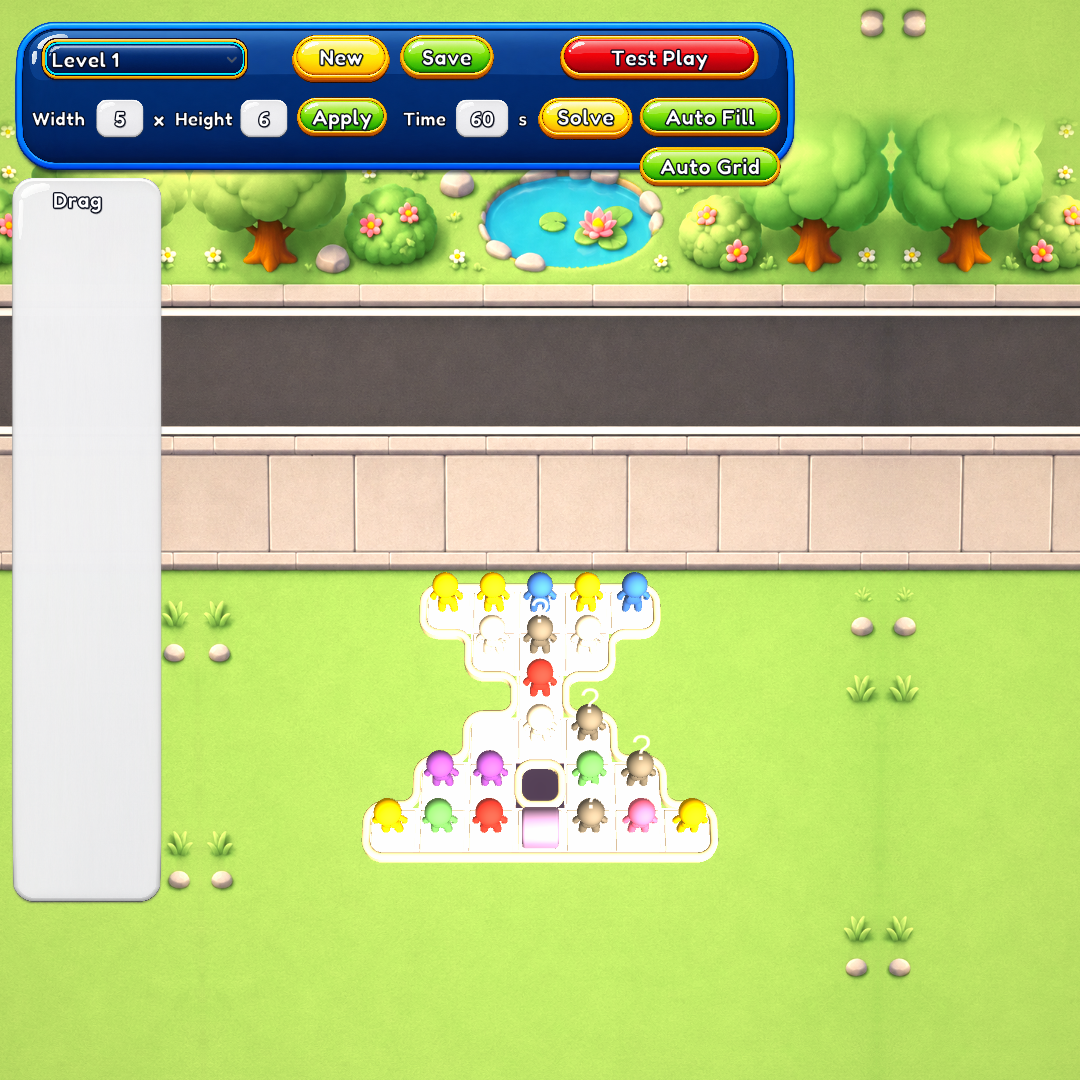 Level 1
New
Save
Test Play
Width 5 x Height 6
Apply
Time 60 s
Solve
Auto Fill
Auto Grid
Drag
?
?
?
?